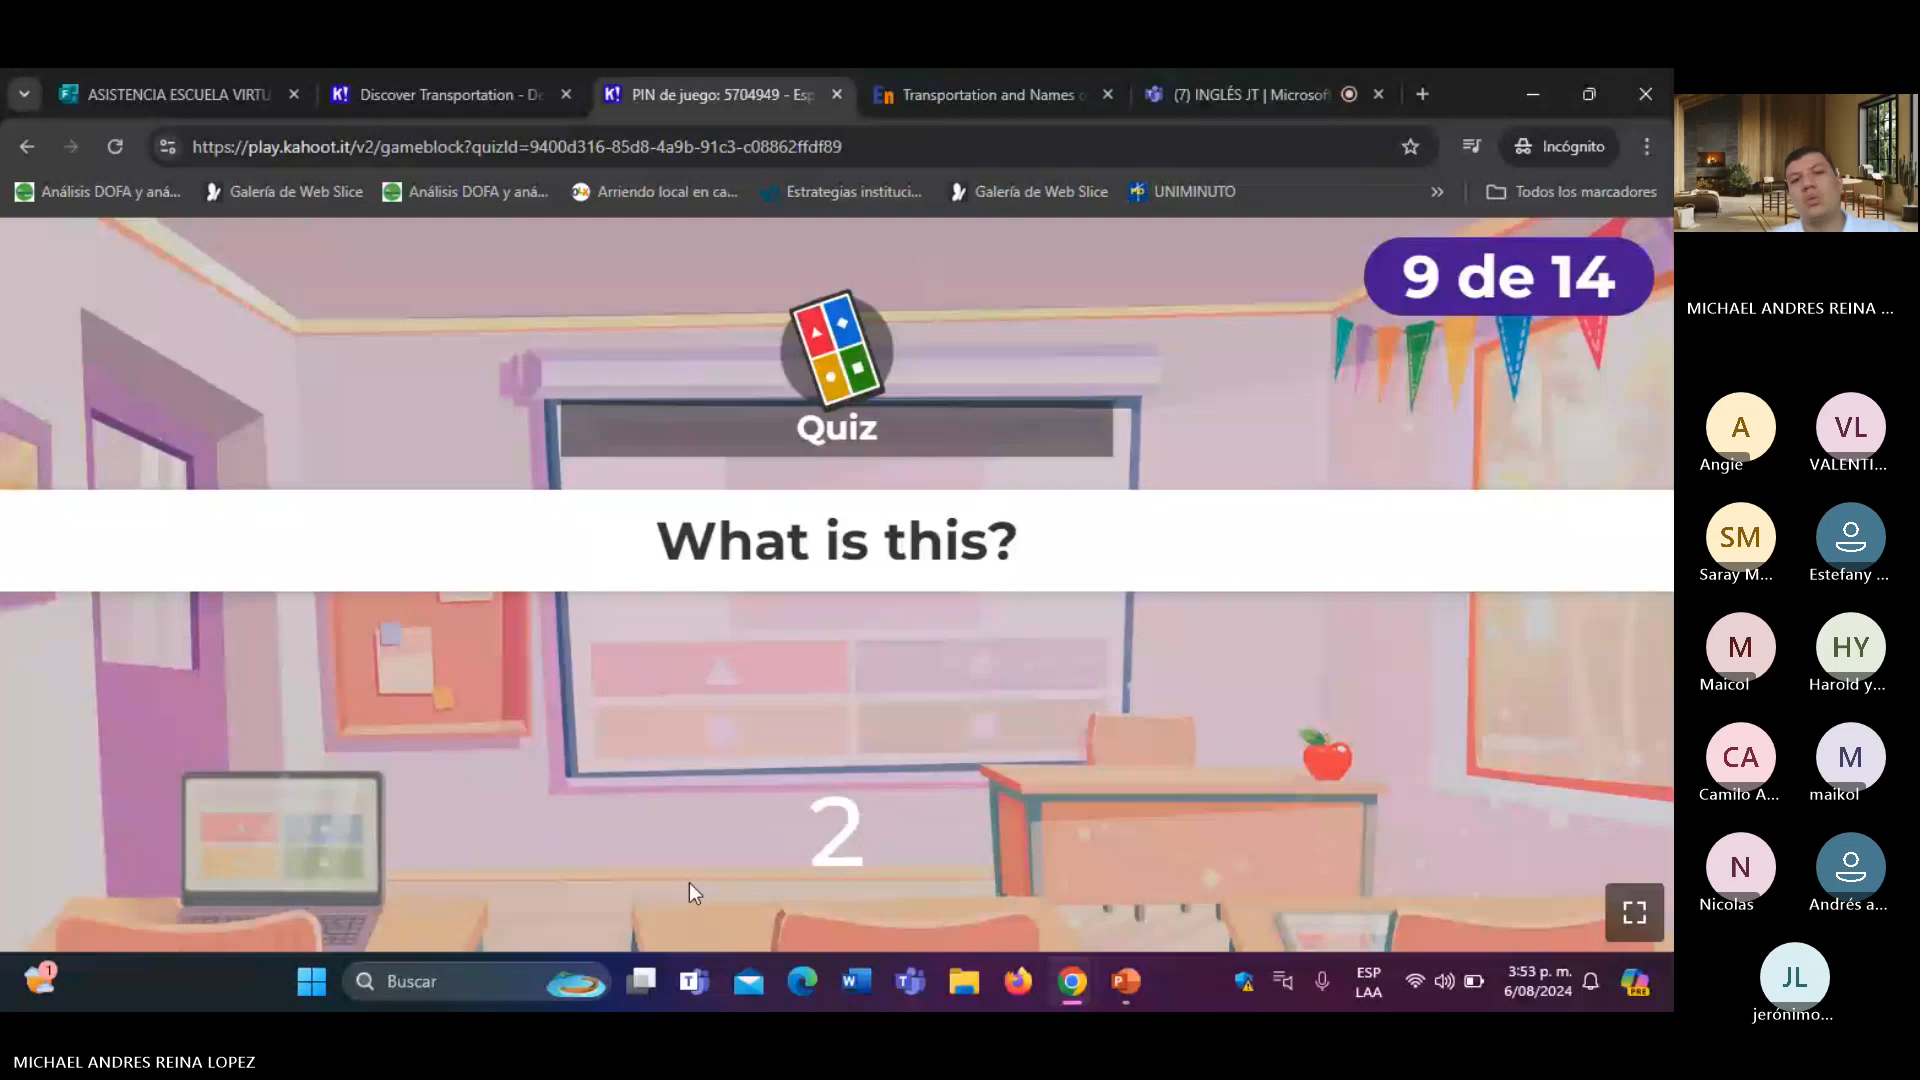 ASISTENCIA ESCUELA VIRTU
Discover Transportation - De
PIN de juego: 5704949 - Esp
Transportation and Names o
(7) INGLÉS JT | Microsoft
https://play.kahoot.it/v2/gameblock?quizId=9400d316-85d8-4a9b-91c3-c08862ffdf89
Incógnito
Análisis DOFA y aná...
Galería de Web Slice
Análisis DOFA y aná...
Arriendo local en ca...
Estrategias instituci...
Galería de Web Slice
UNIMINUTO
Todos los marcadores
9 de 14
Quiz
What is this?
2
MICHAEL ANDRES REINA ...
A
Angie
VL
VALENTI...
SM
Saray M...
Estefany ...
M
Maicol
HY
Harold y...
CA
Camilo A...
M
maikol
N
Nicolas
Andrés a...
JL
jerónimo...
1
Buscar
ESP
LAA
3:53 p. m.
6/08/2024
PRE
MICHAEL ANDRES REINA LOPEZ